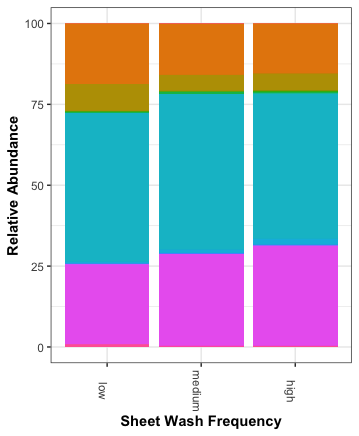 Relative Abundance
100
75
50
25
0
low
medium
high
Sheet Wash Frequency